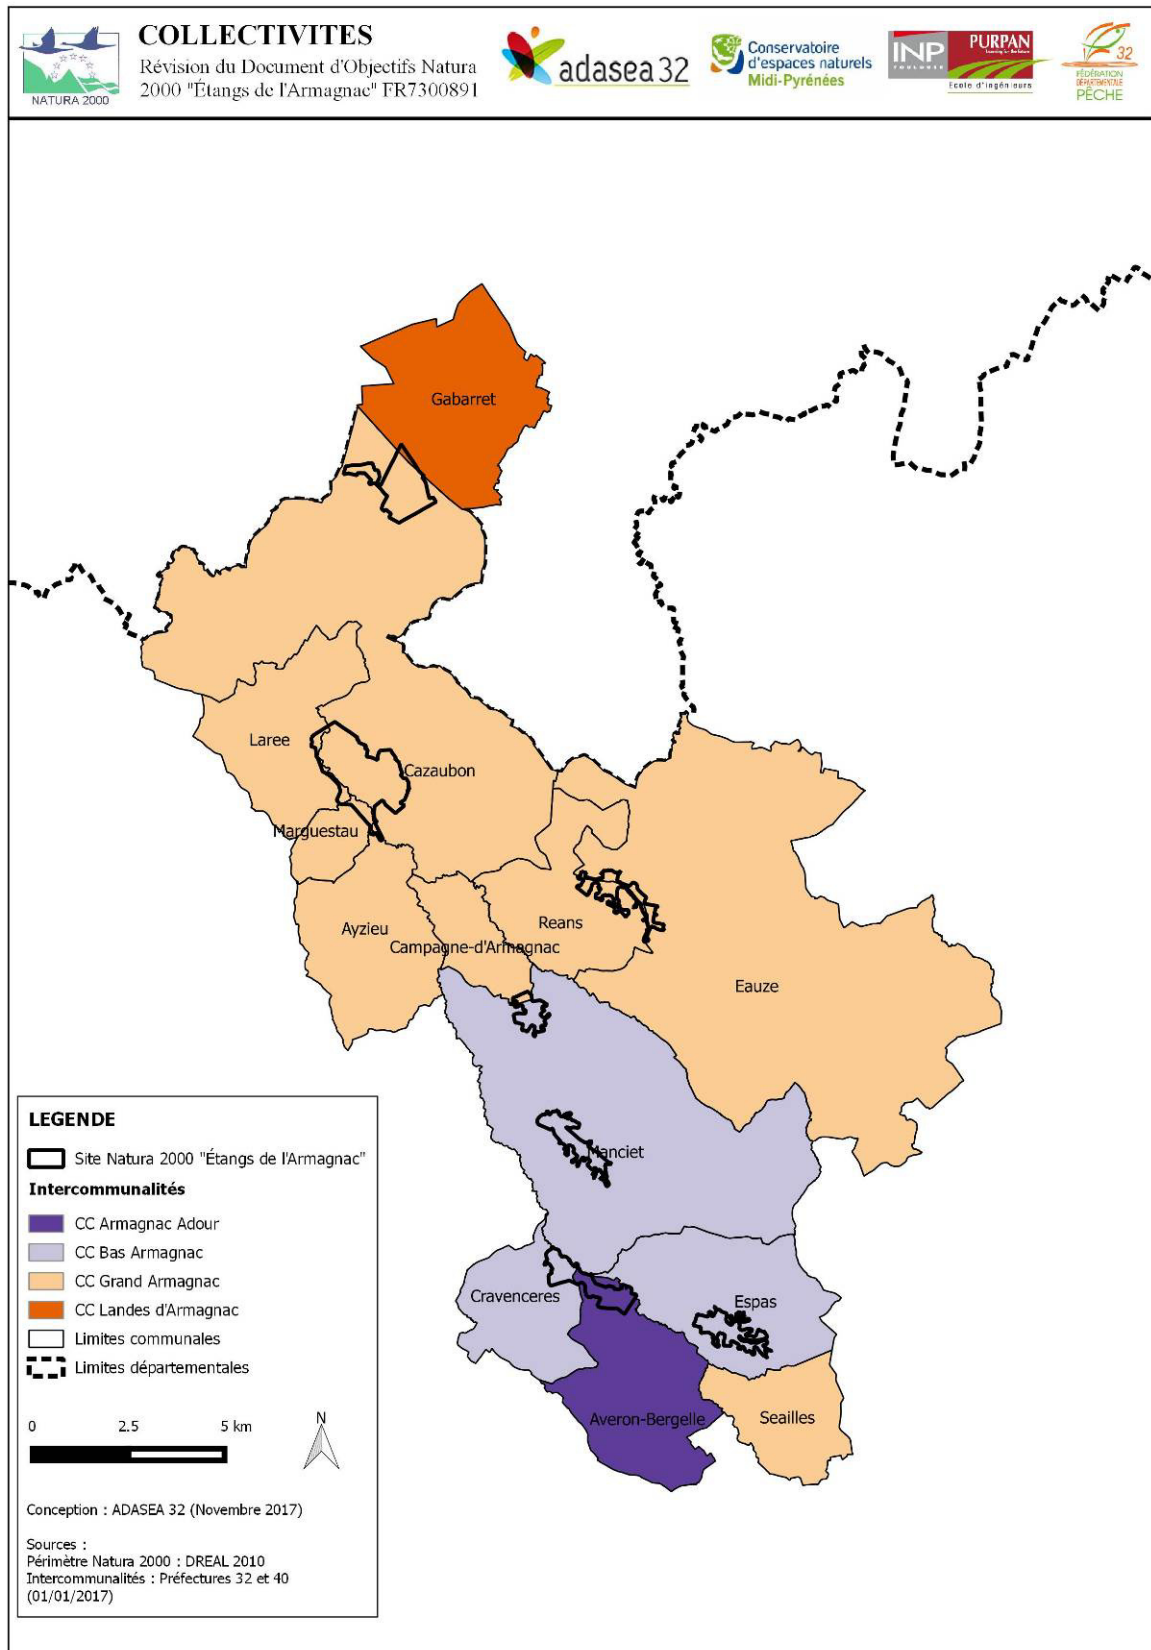 NATURA 2000
COLLECTIVITES
Révision du Document d'Objectifs Natura
2000 "Étangs de l'Armagnac" FR7300891
adasea 32
Conservatoire
d'espaces naturels
Midi-Pyrénées
INP
TOULOUSE
PURPAN
Ecole d'ingénieurs
32
FÉDÉRATION
DÉPARTEMENTALE
PÊCHE
Gabarret
Laree
Cazaubon
Marguestau
Ayzieu
Reans
Campagne-d'Armagnac
Eauze
Manciet
Cravenceres
Espas
Averon-Bergelle
Seailles
LEGENDE
Site Natura 2000 "Étangs de l'Armagnac"
Intercommunalités
CC Armagnac Adour
CC Bas Armagnac
CC Grand Armagnac
CC Landes d'Armagnac
Limites communales
Limites départementales
0 2.5 5 km
N
Conception : ADASEA 32 (Novembre 2017)
Sources :
Périmètre Natura 2000 : DREAL 2010
Intercommunalités : Préfectures 32 et 40
(01/01/2017)